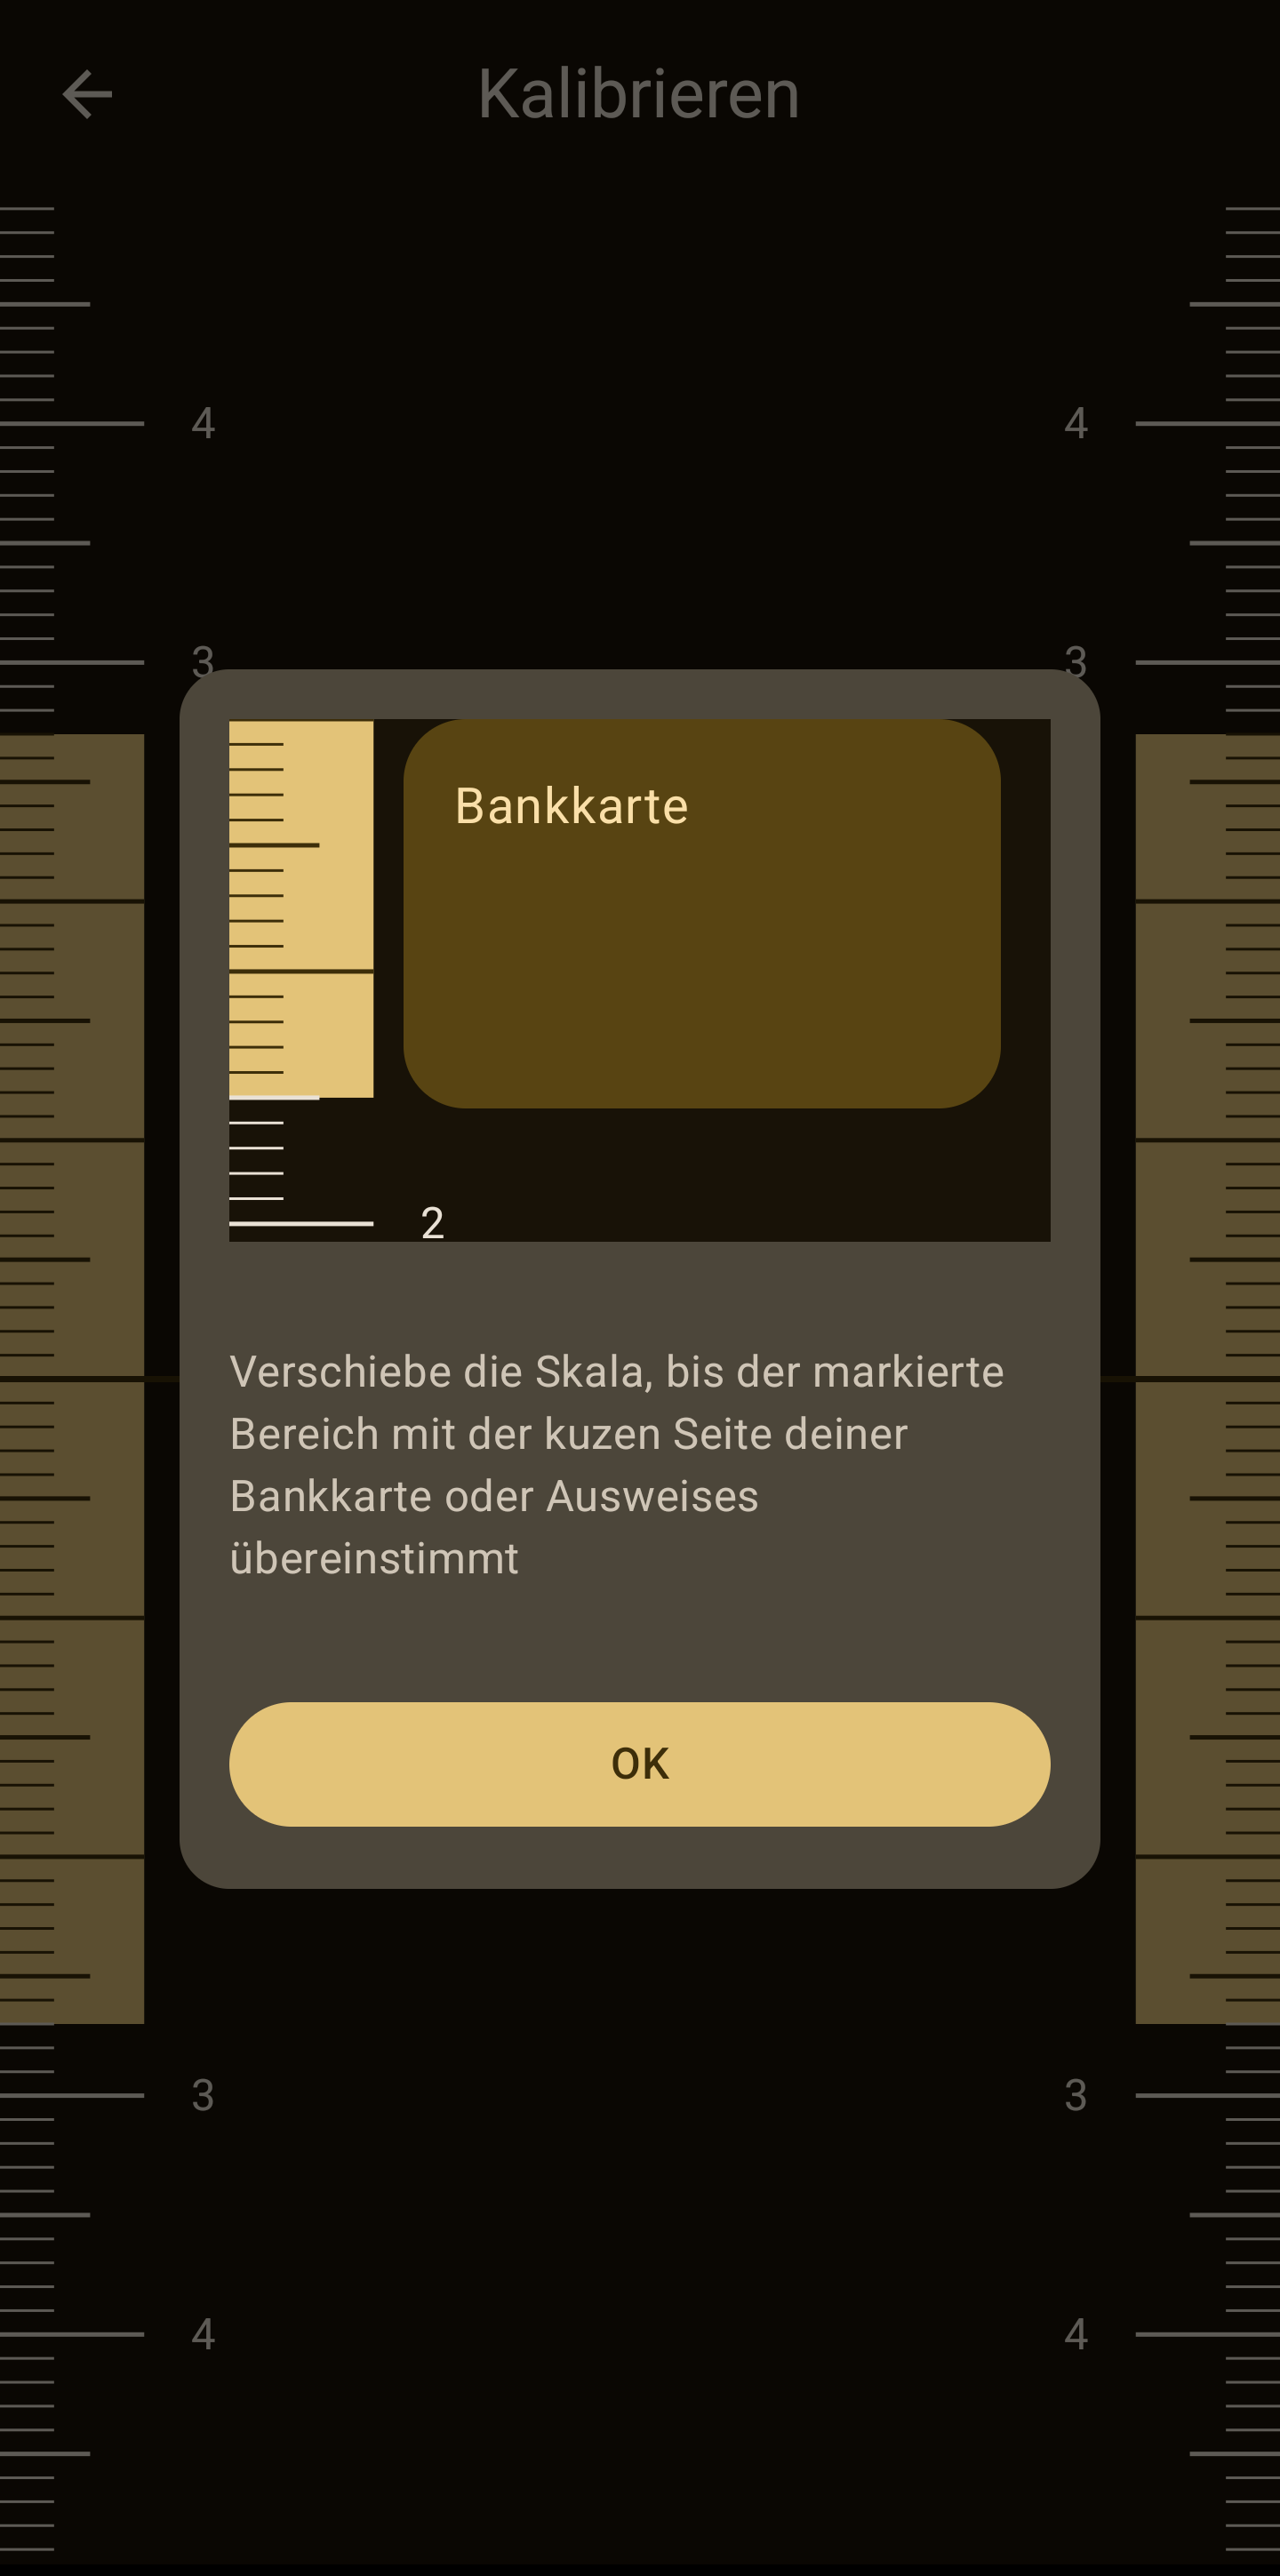 Kalibrieren
4 4
3 3
Bankkarte
2
Verschiebe die Skala, bis der markierte
Bereich mit der kuzen Seite deiner
Bankkarte oder Ausweises
übereinstimmt
OK
3 3
4 4